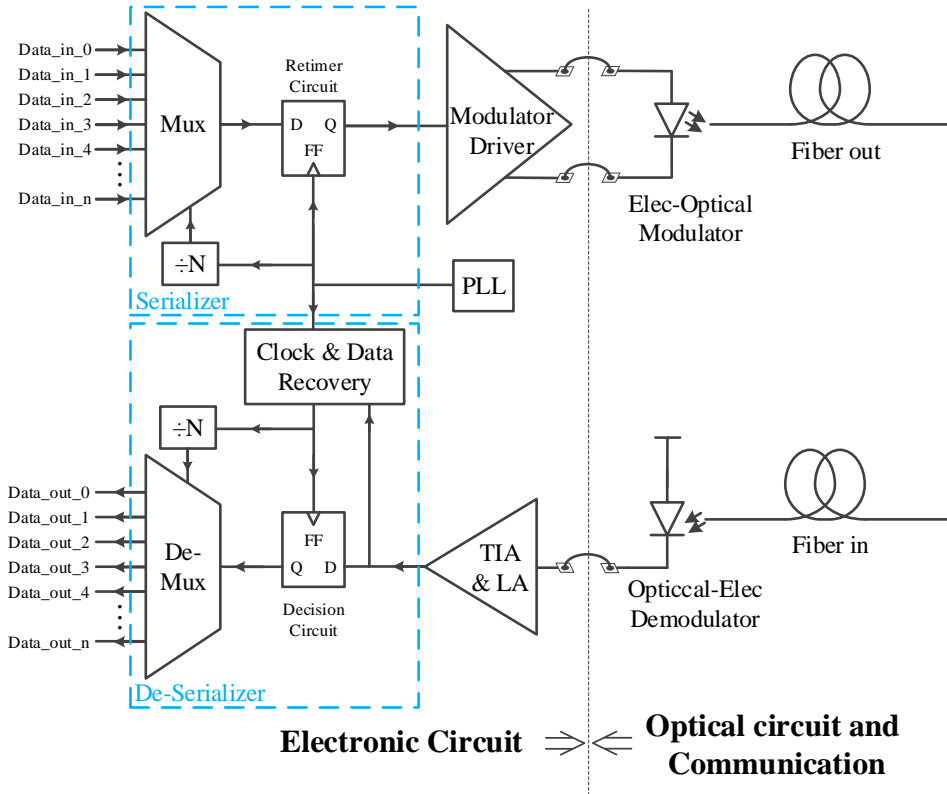 Data_in_0
Data_in_1
Data_in_2
Data_in_3
Data_in_4
Data_in_n
Mux
Retimer
Circuit
D Q
FF
÷N
Serializer
PLL
Modulator
Driver
Elec-Optical
Modulator
Fiber out
Clock & Data
Recovery
÷N
Data_out_0
Data_out_1
Data_out_2
Data_out_3
Data_out_4
Data_out_n
De-
Mux
FF
Q D
Decision
Circuit
De-Serializer
TIA
& LA
Opticcal-Elec
Demodulator
Fiber in
Electronic Circuit
Optical circuit and
Communication